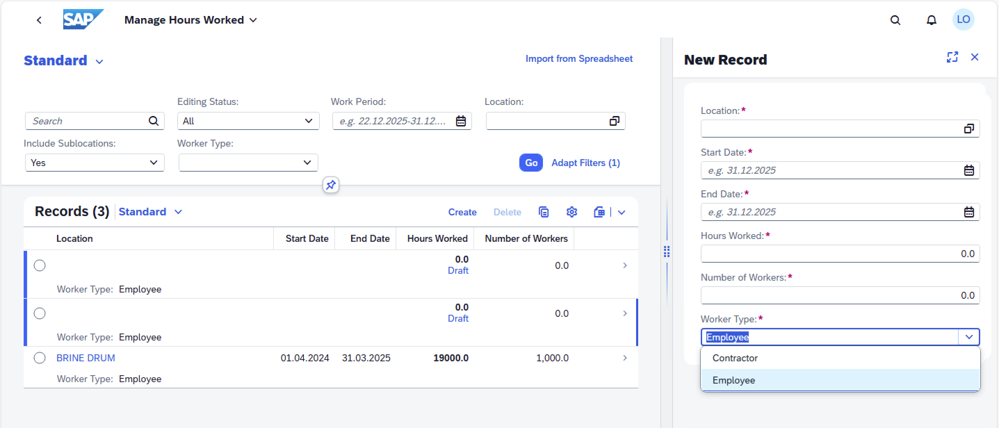 SAP
Manage Hours Worked
LO
Standard
Import from Spreadsheet
Editing Status:
Work Period:
Location:
Search
All
e.g. 22.12.2025-31.12....
Include Sublocations:
Worker Type:
Yes
Go
Adapt Filters (1)
Records (3)
Standard
Create
Delete
Location
Start Date
End Date
Hours Worked
Number of Workers
0.0
Draft
0.0
Worker Type: Employee
0.0
Draft
0.0
Worker Type: Employee
BRINE DRUM
01.04.2024
31.03.2025
19000.0
1,000.0
Worker Type: Employee
New Record
Location:*
Start Date:*
e.g. 31.12.2025
End Date:*
e.g. 31.12.2025
Hours Worked:*
0.0
Number of Workers:*
0.0
Worker Type:*
Employee
Contractor
Employee